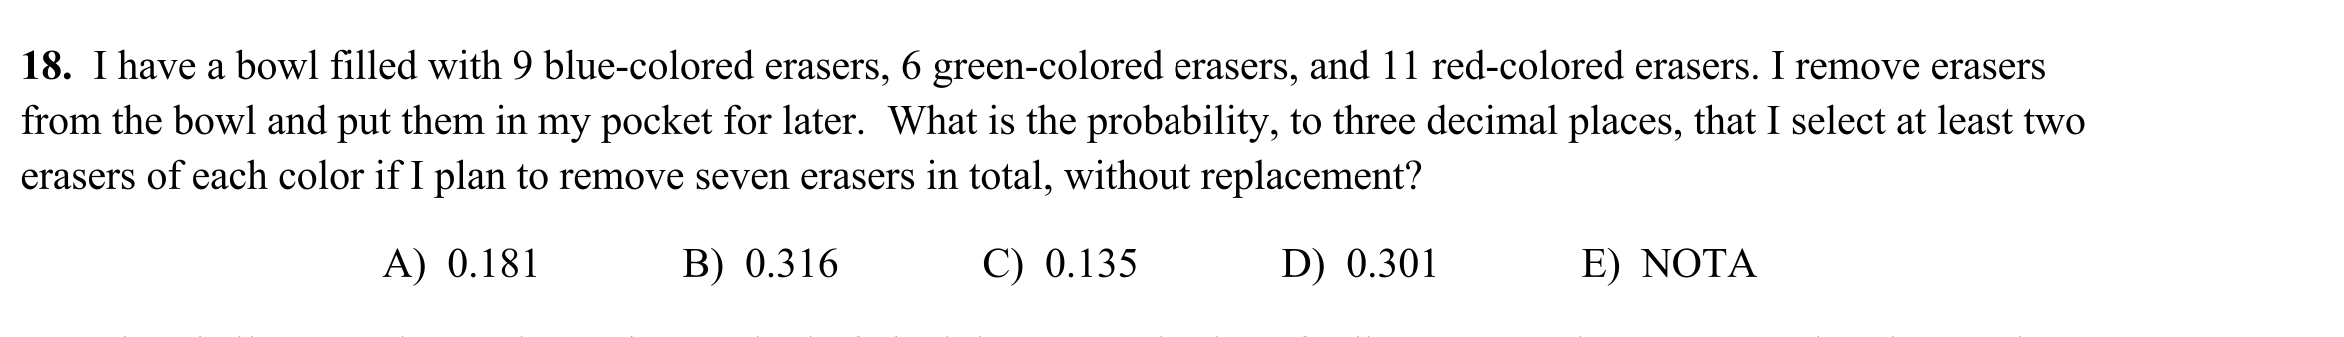 18. I have a bowl filled with 9 blue-colored erasers, 6 green-colored erasers, and 11 red-colored erasers. I remove erasers
from the bowl and put them in my pocket for later. What is the probability, to three decimal places, that I select at least two
erasers of each color if I plan to remove seven erasers in total, without replacement?
A) 0.181 B) 0.316 C) 0.135 D) 0.301 E) NOTA